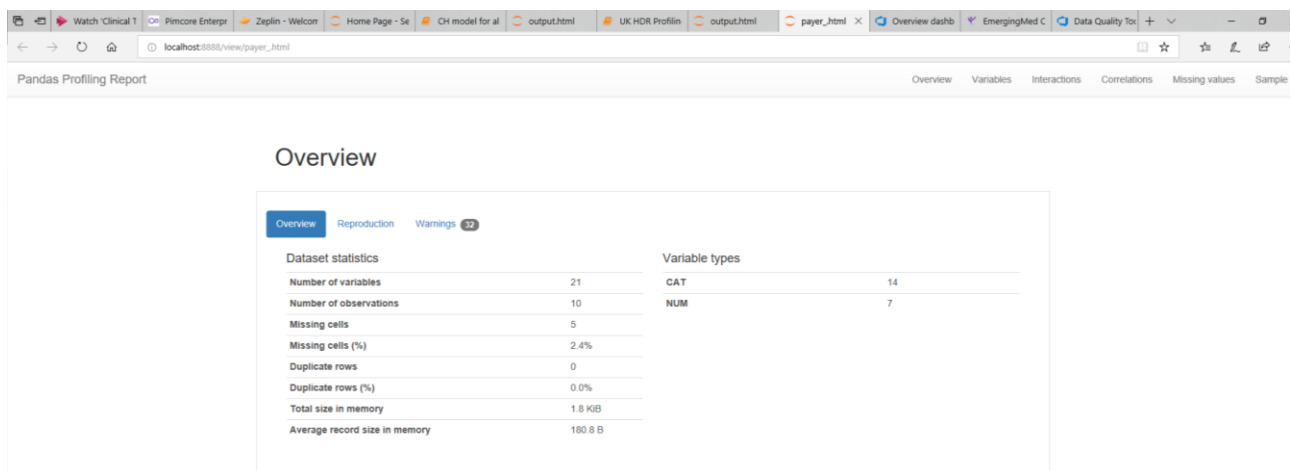 Watch 'Clinical T Pimcore Enterpr Zeplin - Welcom Home Page - Se CH model for al output.html UK HDR Profilin output.html payer_.html Overview dashb EmergingMed C Data Quality Too
localhost:8888/view/payer_.html
Pandas Profiling Report Overview Variables Interactions Correlations Missing values Sample
Overview
Overview Reproduction Warnings 32
Dataset statistics Variable types
Number of variables 21 CAT 14
Number of observations 10 NUM 7
Missing cells 5
Missing cells (%) 2.4%
Duplicate rows 0
Duplicate rows (%) 0.0%
Total size in memory 1.8 KiB
Average record size in memory 180.8 B